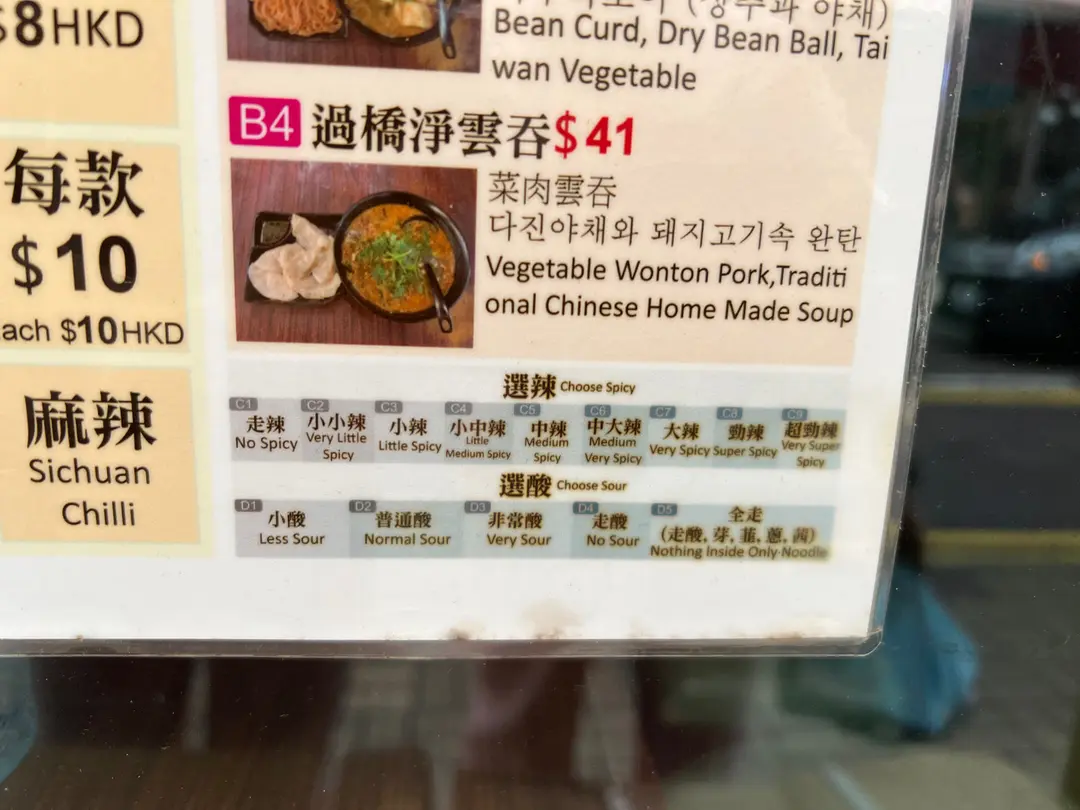 $8HKD
每款
$10
ach $10HKD
麻辣
Sichuan
Chilli
Bean Curd, Dry Bean Ball, Tai
wan Vegetable
B4 過橋淨雲吞$41
菜肉雲吞
다진야채와 돼지고기속 완탄
Vegetable Wonton Pork,Traditi
onal Chinese Home Made Soup
選辣 Choose Spicy
C1
走辣
No Spicy
C2
小小辣
Very Little
Spicy
C3
小辣
Little Spicy
C4
小中辣
Little
Medium Spicy
C5
中辣
Medium
Spicy
C6
中大辣
Medium
Very Spicy
C7
大辣
Very Spicy
C8
勁辣
Super Spicy
C9
超勁辣
Very Super
Spicy
選酸 Choose Sour
D1
小酸
Less Sour
D2
普通酸
Normal Sour
D3
非常酸
Very Sour
D4
走酸
No Sour
D5
全走
(走酸, 芽, 韮, 蔥, 茜)
Nothing Inside Only Noodle